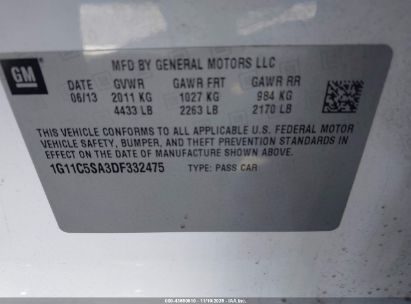 GM
MFD BY GENERAL MOTORS LLC
DATE GVWR GAWR FRT GAWR RR
06/13 2011 KG 1027 KG 984 KG
4433 LB 2263 LB 2170 LB
THIS VEHICLE CONFORMS TO ALL APPLICABLE U.S. FEDERAL MOTOR
VEHICLE SAFETY, BUMPER, AND THEFT PREVENTION STANDARDS IN
EFFECT ON THE DATE OF MANUFACTURE SHOWN ABOVE.
1G11C5SA3DF332475 TYPE: PASS CAR